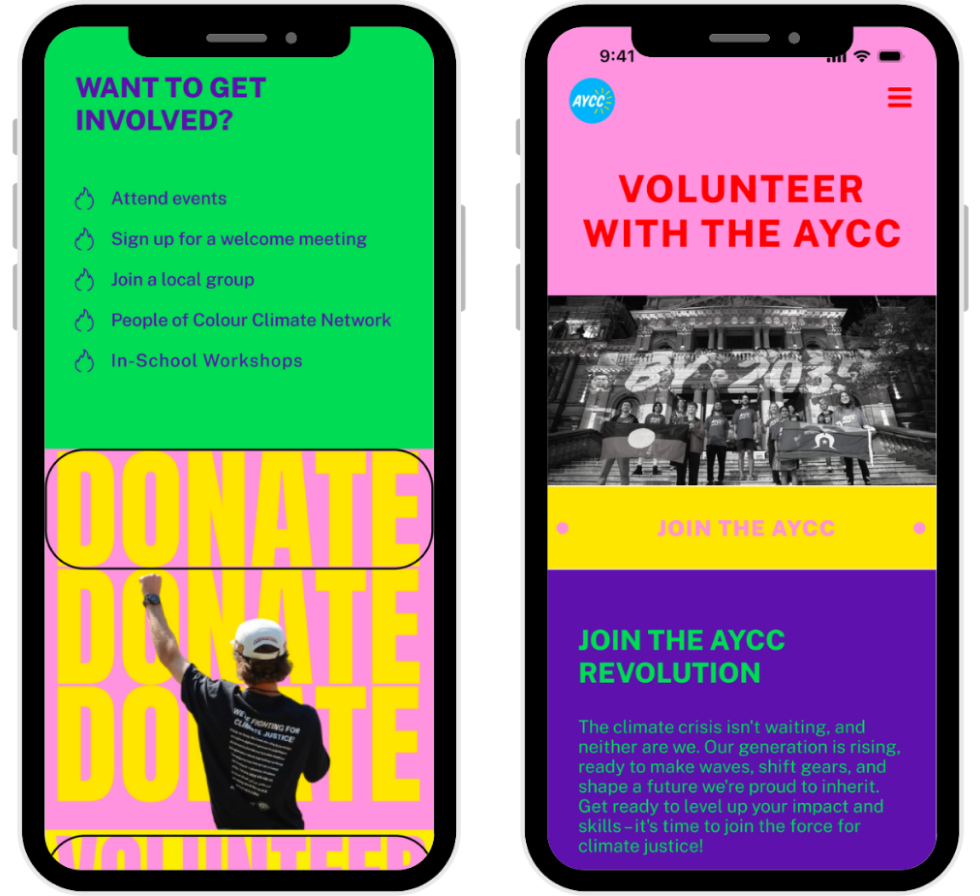 WANT TO GET
INVOLVED?
Attend events
Sign up for a welcome meeting
Join a local group
People of Colour Climate Network
In-School Workshops
DONATE
DONATE
DONATE
WE'RE FIGHTING FOR
CLIMATE JUSTICE!
VOLUNTEER
9:41
AYCC
VOLUNTEER
WITH THE AYCC
BY 2035
JOIN THE AYCC
JOIN THE AYCC
REVOLUTION
The climate crisis isn't waiting, and
neither are we. Our generation is rising,
ready to make waves, shift gears, and
shape a future we're proud to inherit.
Get ready to level up your impact and
skills – it's time to join the force for
climate justice!